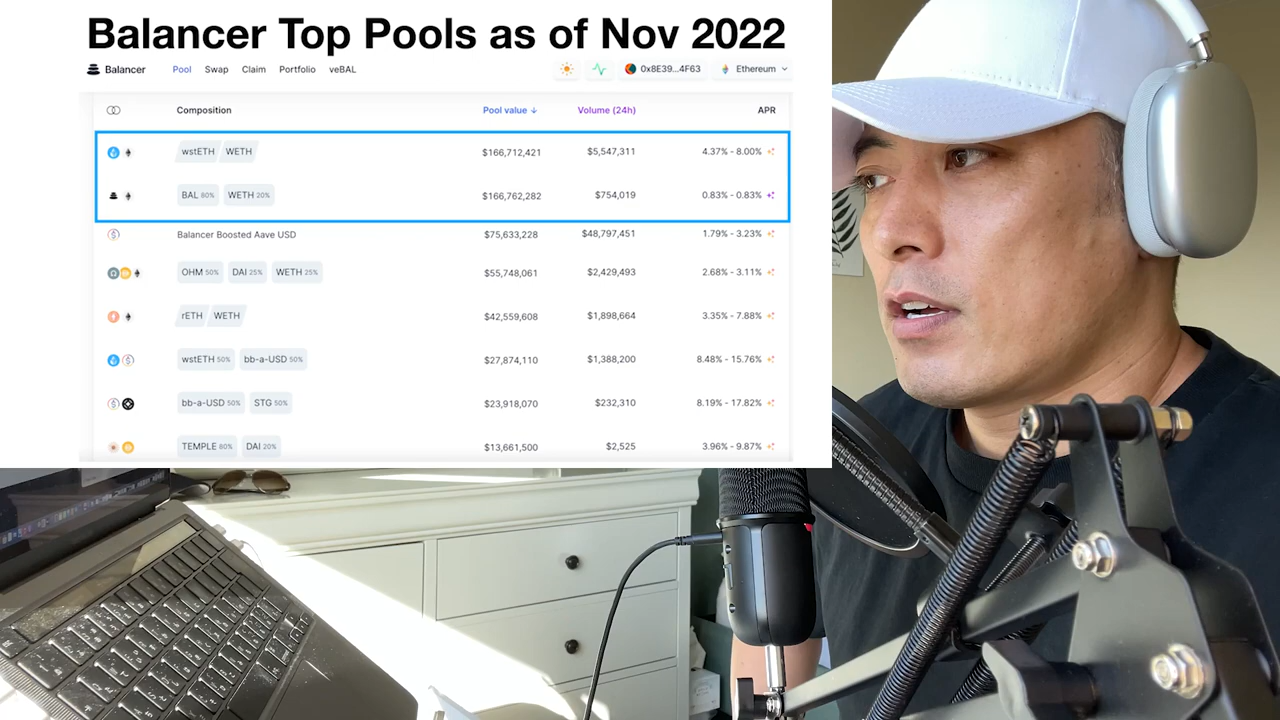 Balancer Top Pools as of Nov 2022
Balancer Pool Swap Claim Portfolio veBAL 0x8E39...4F63 Ethereum
Composition Pool value ↓ Volume (24h) APR
wstETH WETH $166,712,421 $5,547,311 4.37% - 8.00%
BAL 80% WETH 20% $166,762,282 $754,019 0.83% - 0.83%
Balancer Boosted Aave USD $75,633,228 $48,797,451 1.79% - 3.23%
OHM 50% DAI 25% WETH 25% $55,748,061 $2,429,493 2.68% - 3.11%
rETH WETH $42,559,608 $1,898,664 3.35% - 7.88%
wstETH 50% bb-a-USD 50% $27,874,110 $1,388,200 8.48% - 15.76%
bb-a-USD 50% STG 50% $23,918,070 $232,310 8.19% - 17.82%
TEMPLE 80% DAI 20% $13,661,500 $2,525 3.96% - 9.87%